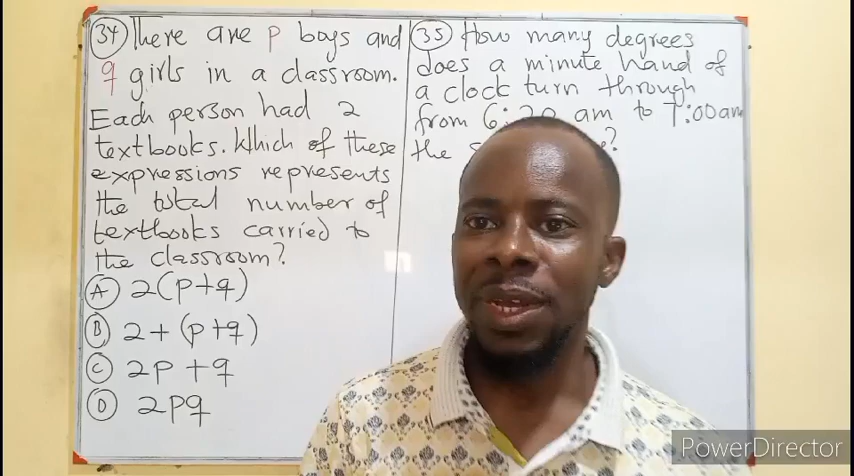 34 There are p boys and
q girls in a classroom.
Each person had 2
textbooks. Which of these
expressions represents
the total number of
textbooks carried to
the classroom?
A 2(p+q)
B 2+(p+q)
C 2p+q
D 2pq
35 How many degrees
does a minute hand of
a clock turn through
from 6:20 am to 7:00am
the
?
PowerDirector